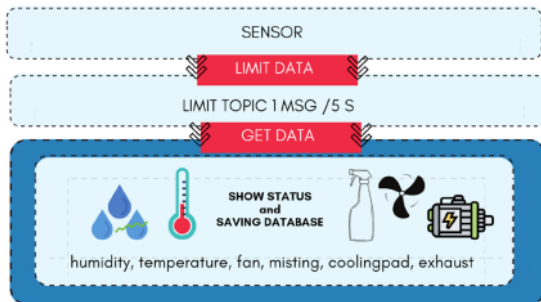 SENSOR
LIMIT DATA
LIMIT TOPIC 1 MSG /5 S
GET DATA
SHOW STATUS
and
SAVING DATABASE
humidity, temperature, fan, misting, coolingpad, exhaust